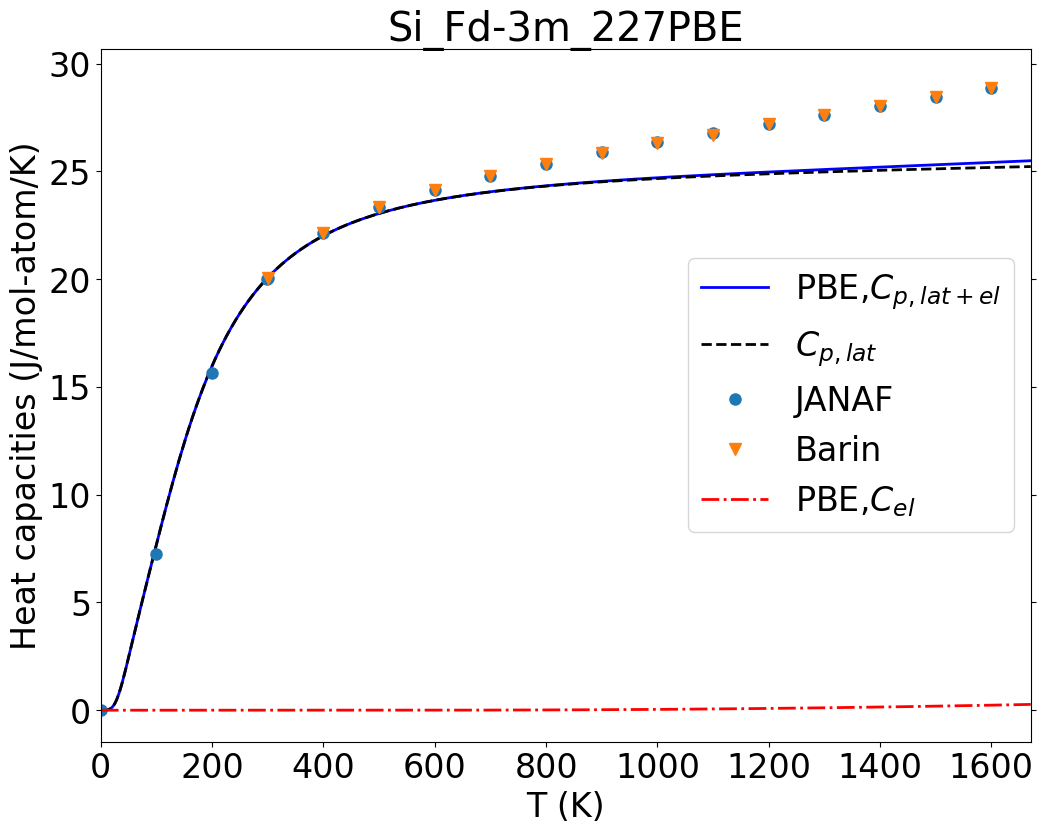 Si_Fd-3m_227PBE
Heat capacities (J/mol-atom/K)
30
25
20
15
10
5
0
PBE,C_{p, lat+el}
C_{p, lat}
JANAF
Barin
PBE,C_{el}
0 200 400 600 800 1000 1200 1400 1600
T (K)